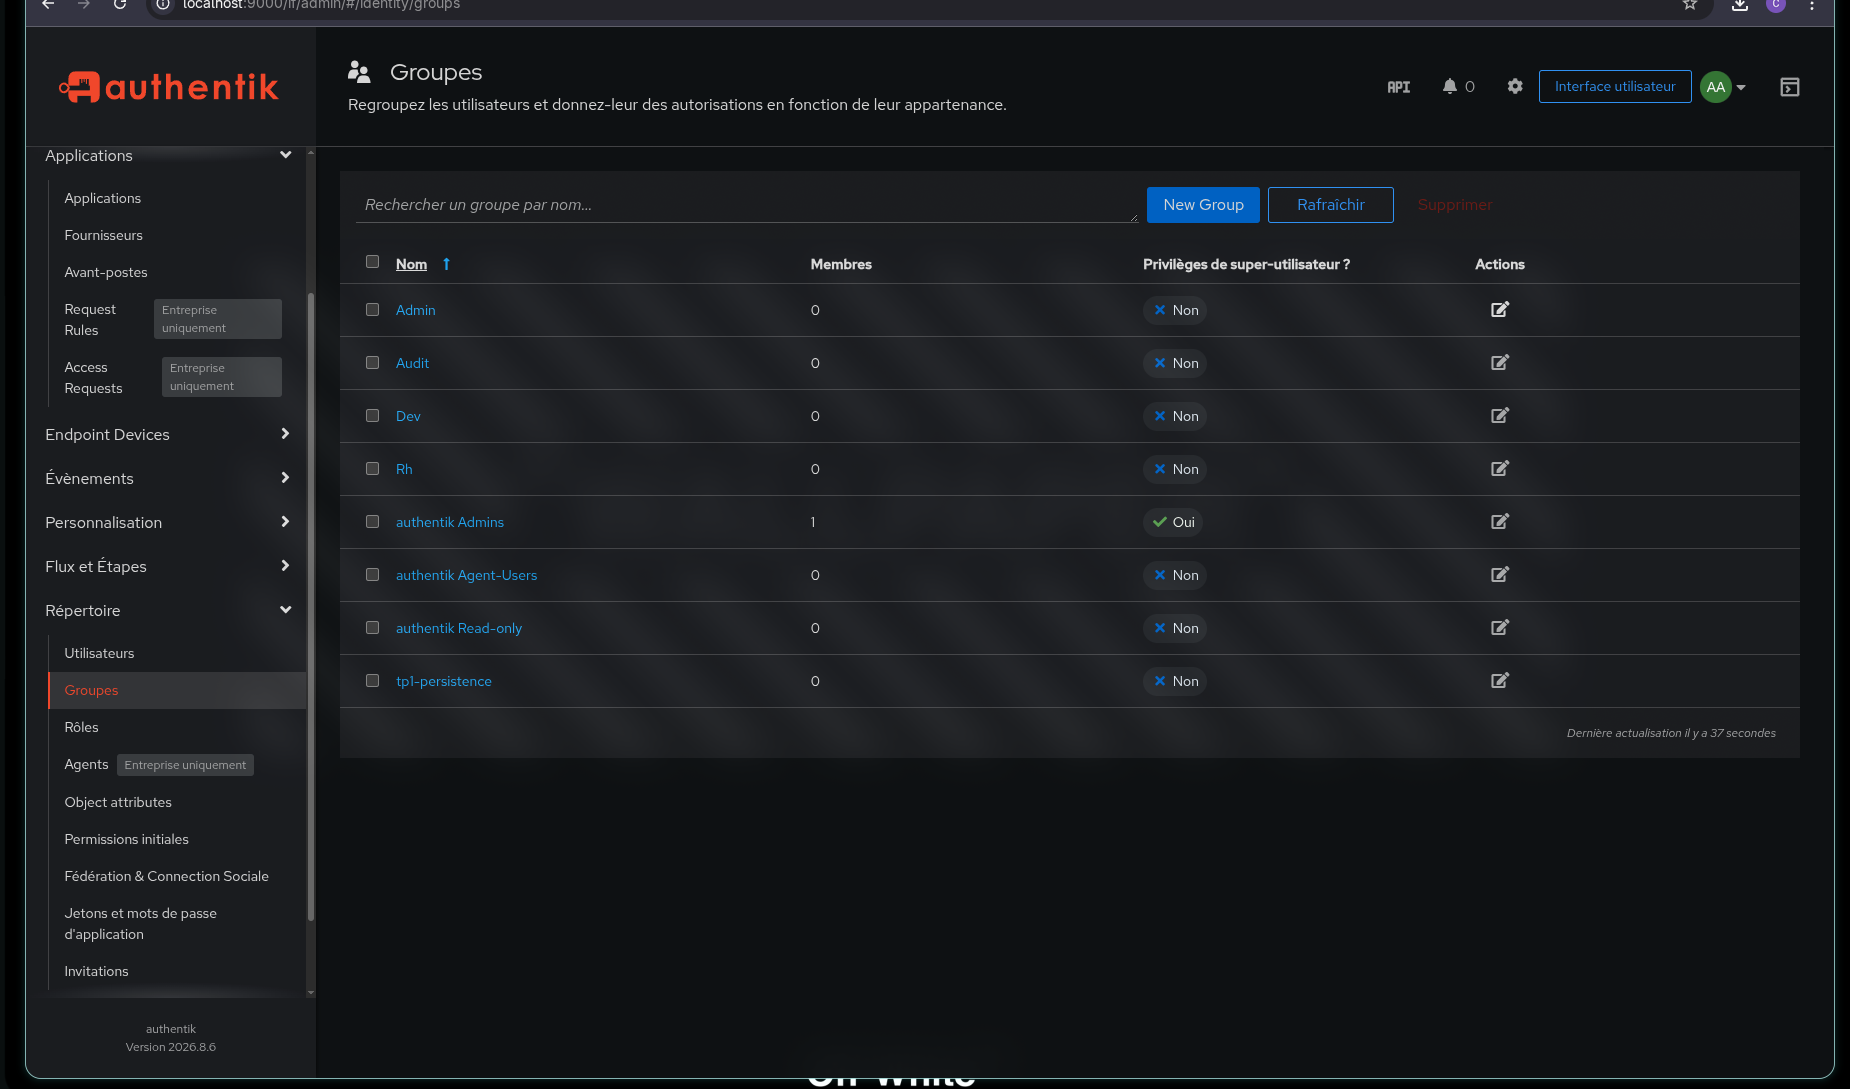 localhost:9000/if/admin/#/identity/groups
C
authentik
Groupes
Regroupez les utilisateurs et donnez-leur des autorisations en fonction de leur appartenance.
API
0
Interface utilisateur
AA
Applications
Applications
Fournisseurs
Avant-postes
Request
Rules
Entreprise
uniquement
Access
Requests
Entreprise
uniquement
Endpoint Devices
Évènements
Personnalisation
Flux et Étapes
Répertoire
Utilisateurs
Groupes
Rôles
Agents Entreprise uniquement
Object attributes
Permissions initiales
Fédération & Connection Sociale
Jetons et mots de passe
d'application
Invitations
authentik
Version 2026.8.6
Rechercher un groupe par nom...
New Group Rafraîchir Supprimer
Nom Membres Privilèges de super-utilisateur ? Actions
Admin 0 Non
Audit 0 Non
Dev 0 Non
Rh 0 Non
authentik Admins 1 Oui
authentik Agent-Users 0 Non
authentik Read-only 0 Non
tp1-persistence 0 Non
Dernière actualisation il y a 37 secondes